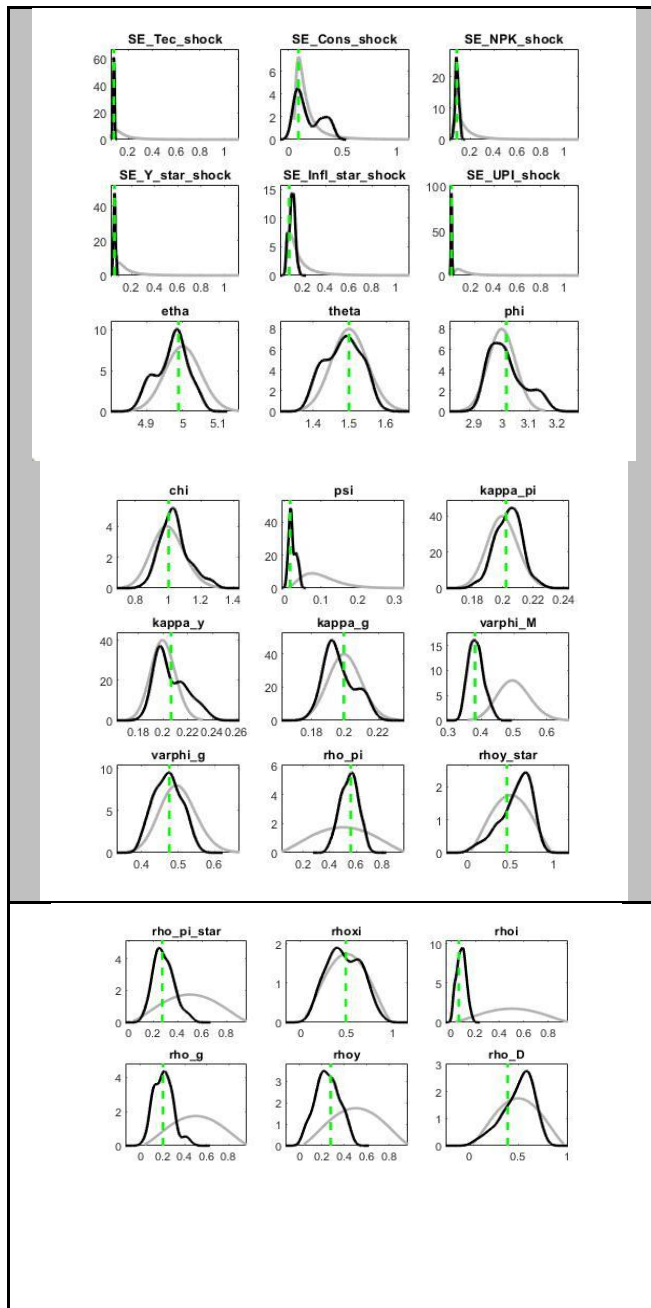 SE_Tec_shock SE_Cons_shock SE_NPK_shock
60 40 20 0
8 6 4 2 0
20 0
0.2 0.4 0.6 0.8 1
0 0.5 1
0.2 0.4 0.6 0.8 1
SE_Y_star_shock SE_Infl_star_shock SE_UPI_shock
40 20 0
15 10 5 0
100 50 0
0.2 0.4 0.6 0.8 1
0.2 0.4 0.6 0.8 1
0.2 0.4 0.6 0.8 1
etha theta phi
10 5 0
8 6 4 2 0
8 6 4 2 0
4.9 5 5.1
1.4 1.5 1.6
2.9 3 3.1 3.2
chi psi kappa_pi
4 2 0
40 20 0
40 20 0
0.8 1 1.2 1.4
0 0.1 0.2 0.3
0.18 0.2 0.22 0.24
kappa_y kappa_g varphi_M
40 20 0
40 20 0
15 10 5 0
0.18 0.2 0.22 0.24 0.26
0.18 0.2 0.22
0.3 0.4 0.5 0.6
varphi_g rho_pi rhoy_star
10 5 0
6 4 2 0
2 1 0
0.4 0.5 0.6
0.2 0.4 0.6 0.8
0 0.5 1
rho_pi_star rhoxi rhoi
4 2 0
2 1 0
10 5 0
0 0.2 0.4 0.6 0.8
0 0.5 1
0 0.2 0.4 0.6 0.8
rho_g rhoy rho_D
4 2 0
3 2 1 0
3 2 1 0
0 0.2 0.4 0.6 0.8
0 0.2 0.4 0.6 0.8
0 0.5 1